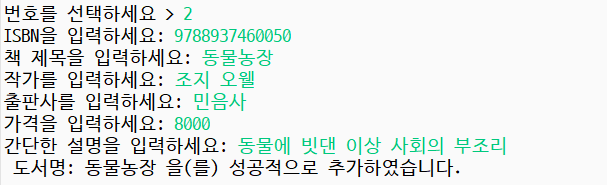 번호를 선택하세요 > 2
ISBN을 입력하세요: 9788937460050
책 제목을 입력하세요: 동물농장
작가를 입력하세요: 조지 오웰
출판사를 입력하세요: 민음사
가격을 입력하세요: 8000
간단한 설명을 입력하세요: 동물에 빗댄 이상 사회의 부조리
도서명: 동물농장 을(를) 성공적으로 추가하였습니다.